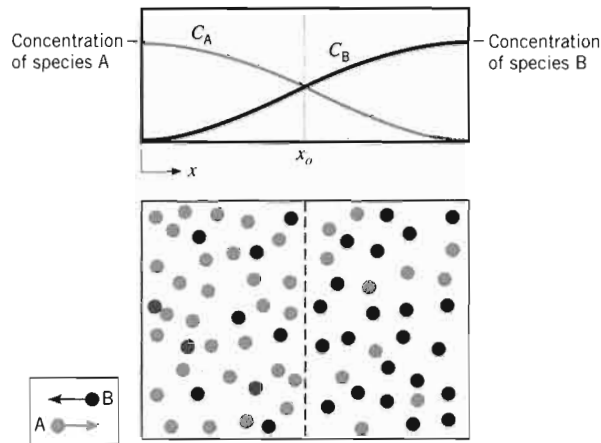 C_A
Concentration
of species A
C_B
Concentration
of species B
x
x_o
B
A